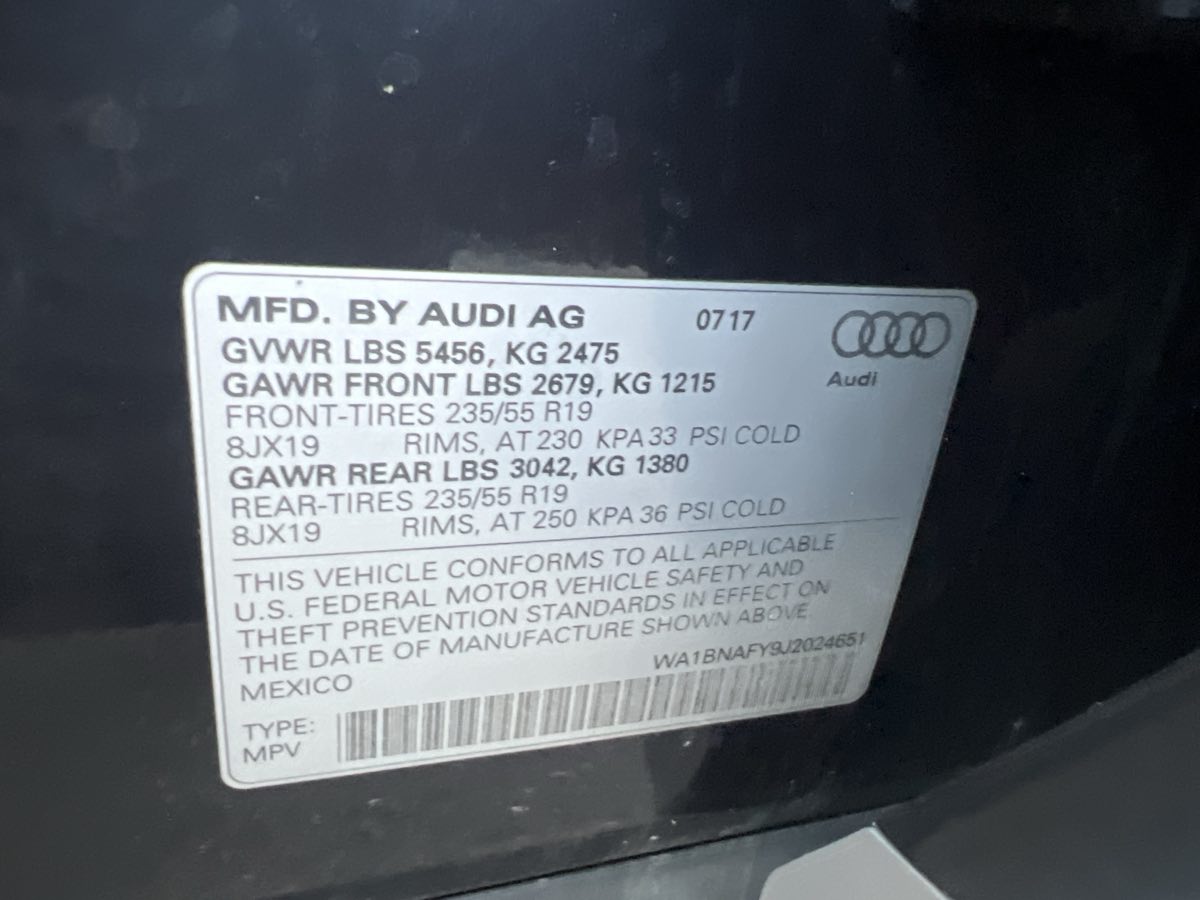 MFD. BY AUDI AG 0717
Audi
GVWR LBS 5456, KG 2475
GAWR FRONT LBS 2679, KG 1215
FRONT-TIRES 235/55 R19
8JX19 RIMS, AT 230 KPA 33 PSI COLD
GAWR REAR LBS 3042, KG 1380
REAR-TIRES 235/55 R19
8JX19 RIMS, AT 250 KPA 36 PSI COLD
THIS VEHICLE CONFORMS TO ALL APPLICABLE
U.S. FEDERAL MOTOR VEHICLE SAFETY AND
THEFT PREVENTION STANDARDS IN EFFECT ON
THE DATE OF MANUFACTURE SHOWN ABOVE
MEXICO WA1BNAFY9J2024651
TYPE:
MPV